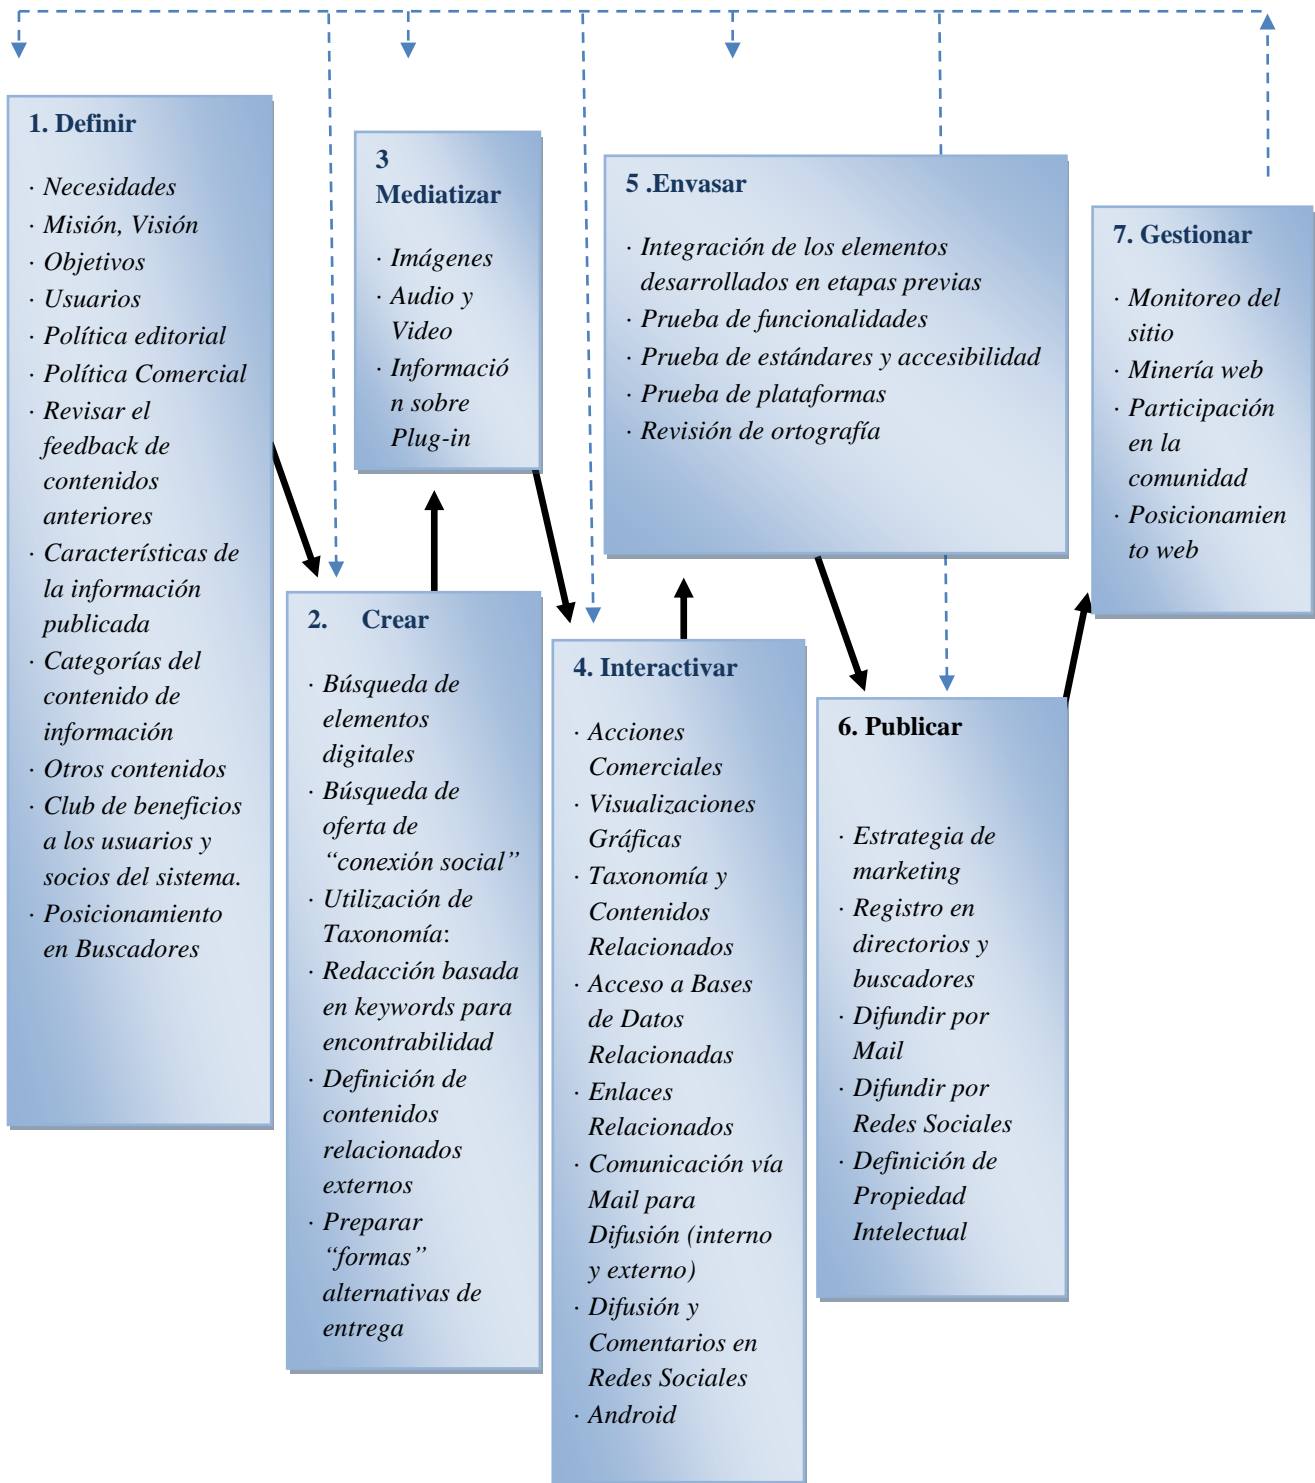 1. Definir
· Necesidades
· Misión, Visión
· Objetivos
· Usuarios
· Política editorial
· Política Comercial
· Revisar el
feedback de
contenidos
anteriores
· Características de
la información
publicada
· Categorías del
contenido de
información
· Otros contenidos
· Club de beneficios
a los usuarios y
socios del sistema.
· Posicionamiento
en Buscadores
2. Crear
· Búsqueda de
elementos
digitales
· Búsqueda de
oferta de
“conexión social”
· Utilización de
Taxonomía:
· Redacción basada
en keywords para
encontrabilidad
· Definición de
contenidos
relacionados
externos
· Preparar
“formas”
alternativas de
entrega
3
Mediatizar
· Imágenes
· Audio y
Video
· Informació
n sobre
Plug-in
4. Interactivar
· Acciones
Comerciales
· Visualizaciones
Gráficas
· Taxonomía y
Contenidos
Relacionados
· Acceso a Bases
de Datos
Relacionadas
· Enlaces
Relacionados
· Comunicación vía
Mail para
Difusión (interno
y externo)
· Difusión y
Comentarios en
Redes Sociales
· Android
5 .Envasar
· Integración de los elementos
desarrollados en etapas previas
· Prueba de funcionalidades
· Prueba de estándares y accesibilidad
· Prueba de plataformas
· Revisión de ortografía
6. Publicar
· Estrategia de
marketing
· Registro en
directorios y
buscadores
· Difundir por
Mail
· Difundir por
Redes Sociales
· Definición de
Propiedad
Intelectual
7. Gestionar
· Monitoreo del
sitio
· Minería web
· Participación
en la
comunidad
· Posicionamien
to web